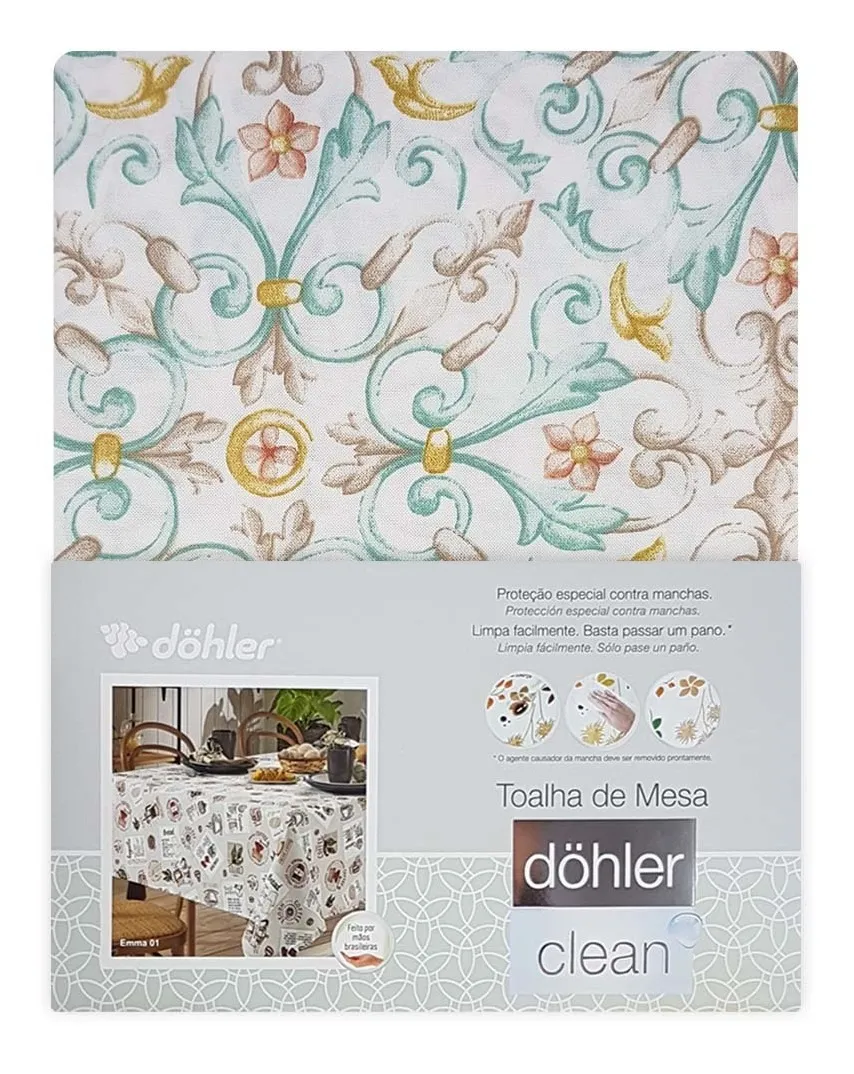 Proteção especial contra manchas.
Protección especial contra manchas.
Limpa facilmente. Basta passar um pano.*
Limpia fácilmente. Sólo pase un paño.
döhler
* O agente causador da mancha deve ser removido prontamente.
Toalha de Mesa
döhler
clean
Emma 01
Feito por
mãos
brasileiras